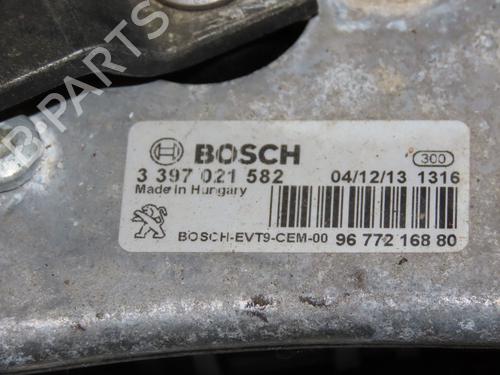 B-PARTS
BOSCH
300
3 397 021 582 04/12/13 1316
Made in Hungary
BOSCH-EVT9-CEM-00 96 772 168 80